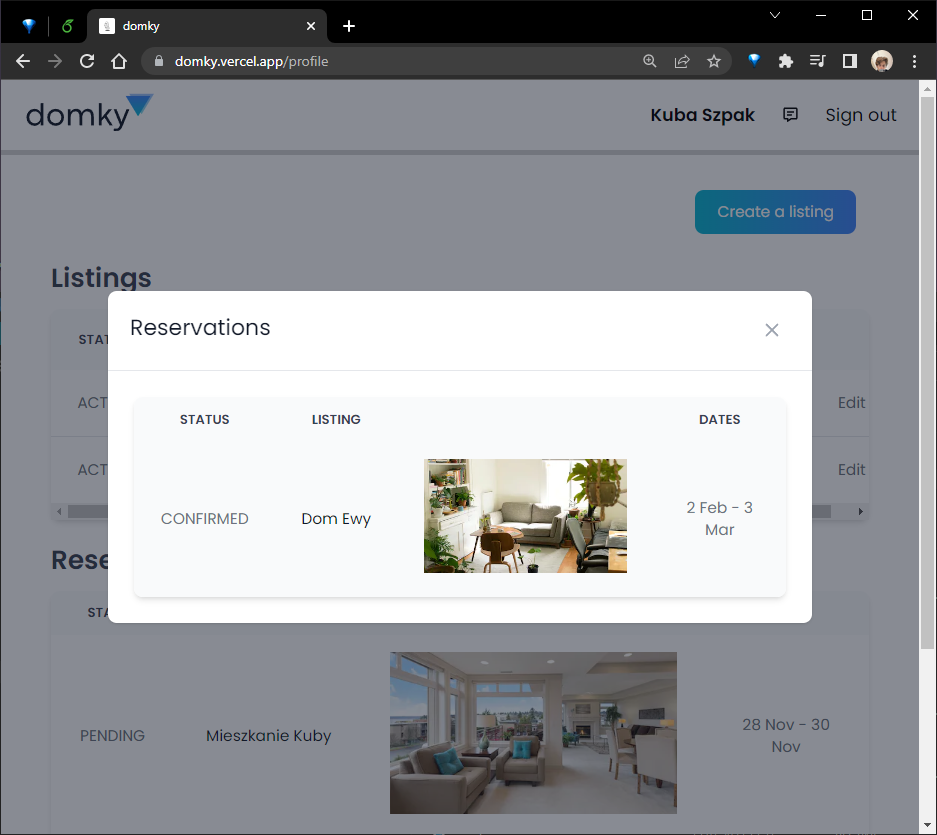 domky
domky.vercel.app/profile
domky
Kuba Szpak
Sign out
Create a listing
Listings
Reservations
STATUS
LISTING
DATES
CONFIRMED
Dom Ewy
2 Feb - 3
Mar
STAT
ACT
Edit
ACT
Edit
Rese
STA
PENDING
Mieszkanie Kuby
28 Nov - 30
Nov